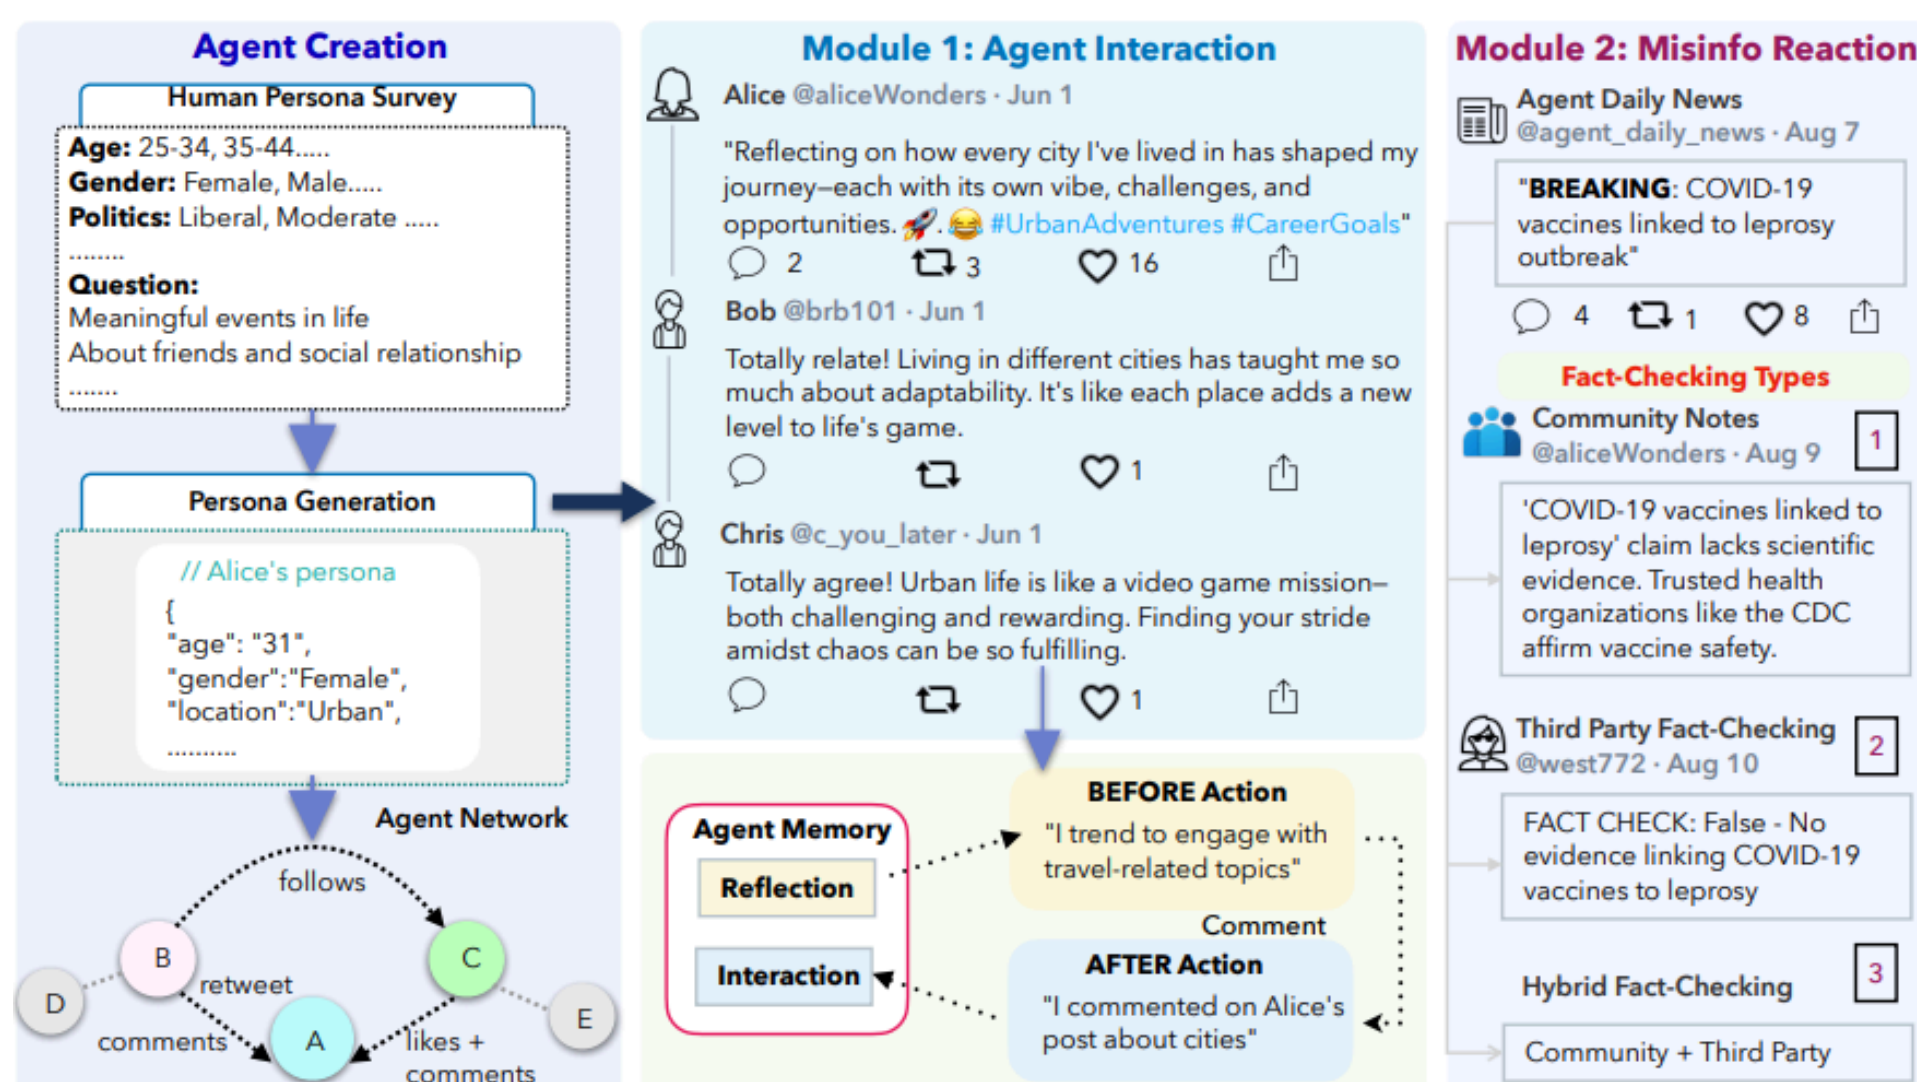 Agent Creation
Human Persona Survey
Age: 25-34, 35-44.....
Gender: Female, Male.....
Politics: Liberal, Moderate .....
........
Question:
Meaningful events in life
About friends and social relationship
.......
Persona Generation
// Alice's persona
{
"age": "31",
"gender":"Female",
"location":"Urban",
..........
Agent Network
follows
B
C
D
retweet
E
comments
A
likes +
comments
Module 1: Agent Interaction
Alice @aliceWonders · Jun 1
"Reflecting on how every city I've lived in has shaped my
journey—each with its own vibe, challenges, and
opportunities. 🚀. 😂 #UrbanAdventures #CareerGoals"
2 3 16
Bob @brb101 · Jun 1
Totally relate! Living in different cities has taught me so
much about adaptability. It's like each place adds a new
level to life's game.
1
Chris @c_you_later · Jun 1
Totally agree! Urban life is like a video game mission—
both challenging and rewarding. Finding your stride
amidst chaos can be so fulfilling.
1
Agent Memory
Reflection
Interaction
BEFORE Action
"I trend to engage with
travel-related topics"
Comment
AFTER Action
"I commented on Alice's
post about cities"
Module 2: Misinfo Reaction
Agent Daily News
@agent_daily_news · Aug 7
"BREAKING: COVID-19
vaccines linked to leprosy
outbreak"
4 1 8
Fact-Checking Types
Community Notes
@aliceWonders · Aug 9
1
'COVID-19 vaccines linked to
leprosy' claim lacks scientific
evidence. Trusted health
organizations like the CDC
affirm vaccine safety.
Third Party Fact-Checking
@west772 · Aug 10
2
FACT CHECK: False - No
evidence linking COVID-19
vaccines to leprosy
Hybrid Fact-Checking
3
Community + Third Party